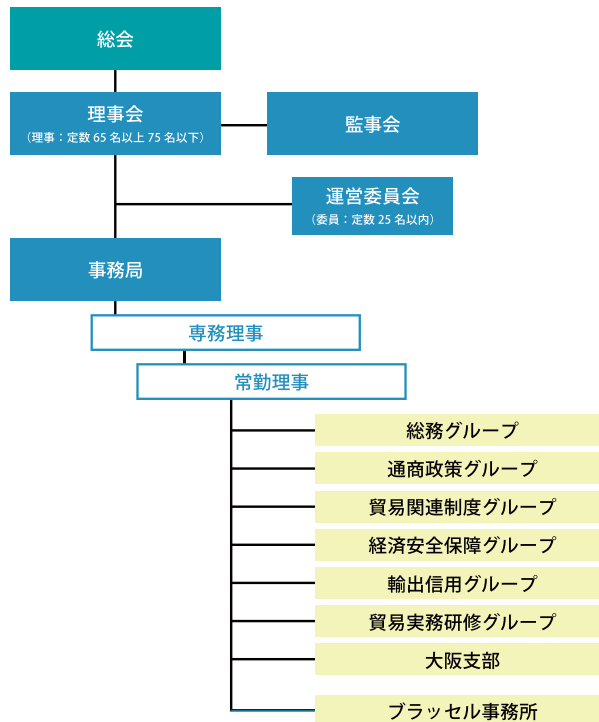 総会
理事会
（理事：定数 65 名以上 75 名以下）
監事会
運営委員会
（委員：定数 25 名以内）
事務局
専務理事
常勤理事
総務グループ
通商政策グループ
貿易関連制度グループ
経済安全保障グループ
輸出信用グループ
貿易実務研修グループ
大阪支部
ブラッセル事務所